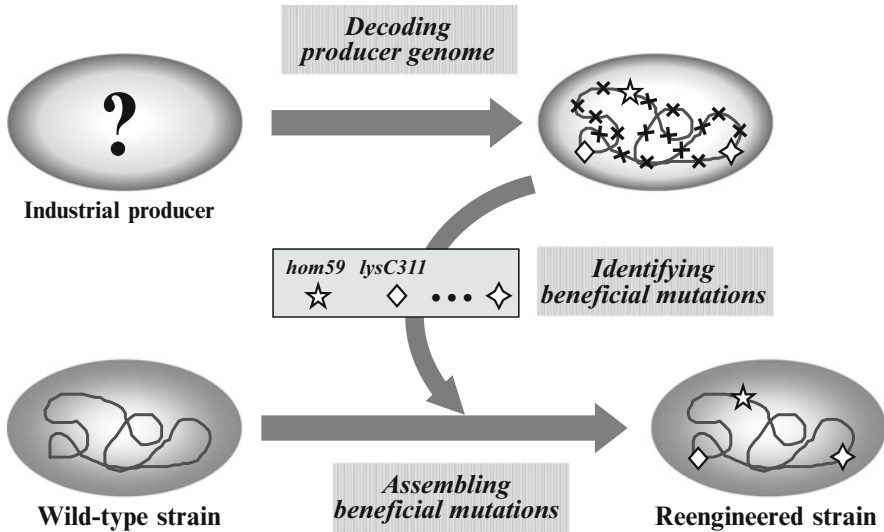 Decoding
producer genome
?
Industrial producer
hom59 lysC311
Identifying
beneficial mutations
Wild-type strain
Assembling
beneficial mutations
Reengineered strain